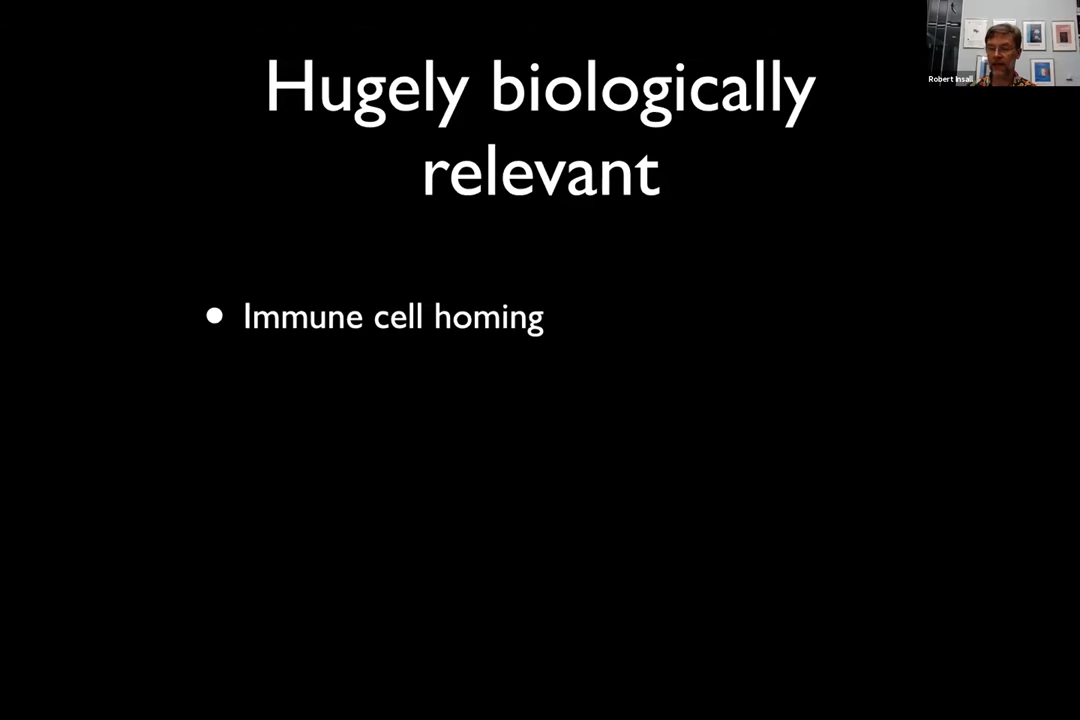 Hugely biologically
relevant
Robert Insall
• Immune cell homing